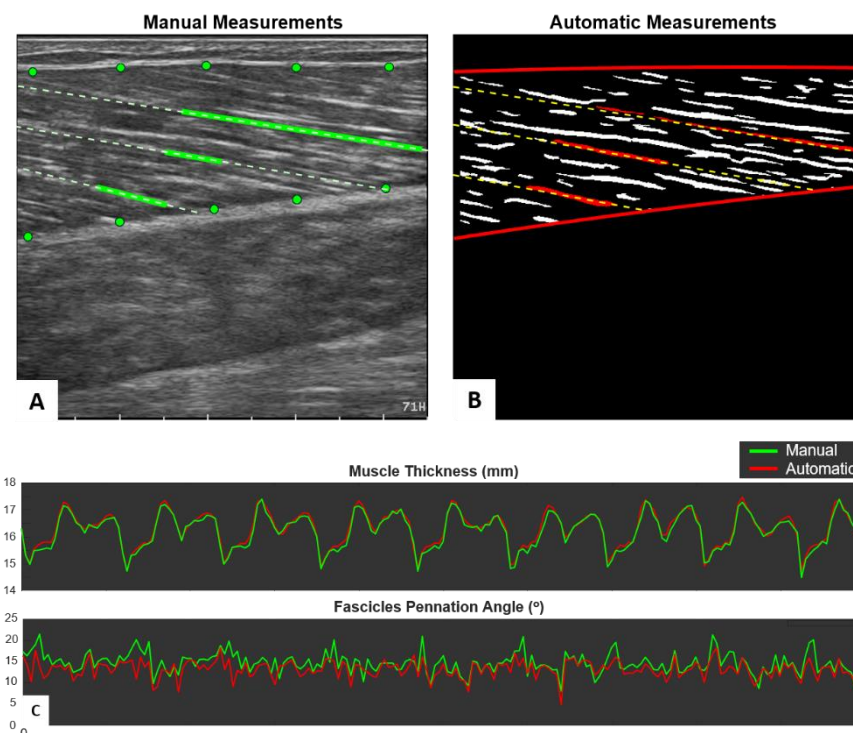 Manual Measurements
Automatic Measurements
A
71H
B
Manual
Automatic
Muscle Thickness (mm)
18
17
16
15
14
Fascicles Pennation Angle (º)
25
20
15
10
5
0
C
0